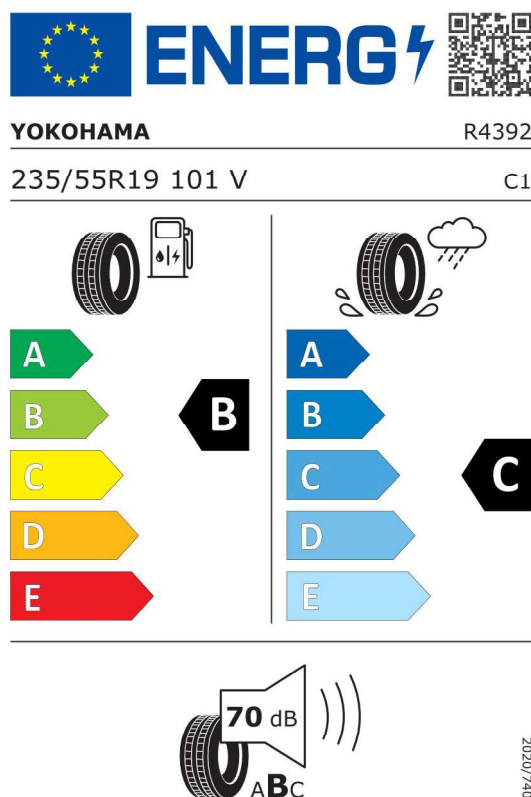 ENERG
YOKOHAMA R4392
235/55R19 101 V C1
A A
B B B
C C C
D D
E E
70 dB
ABC
2020/740